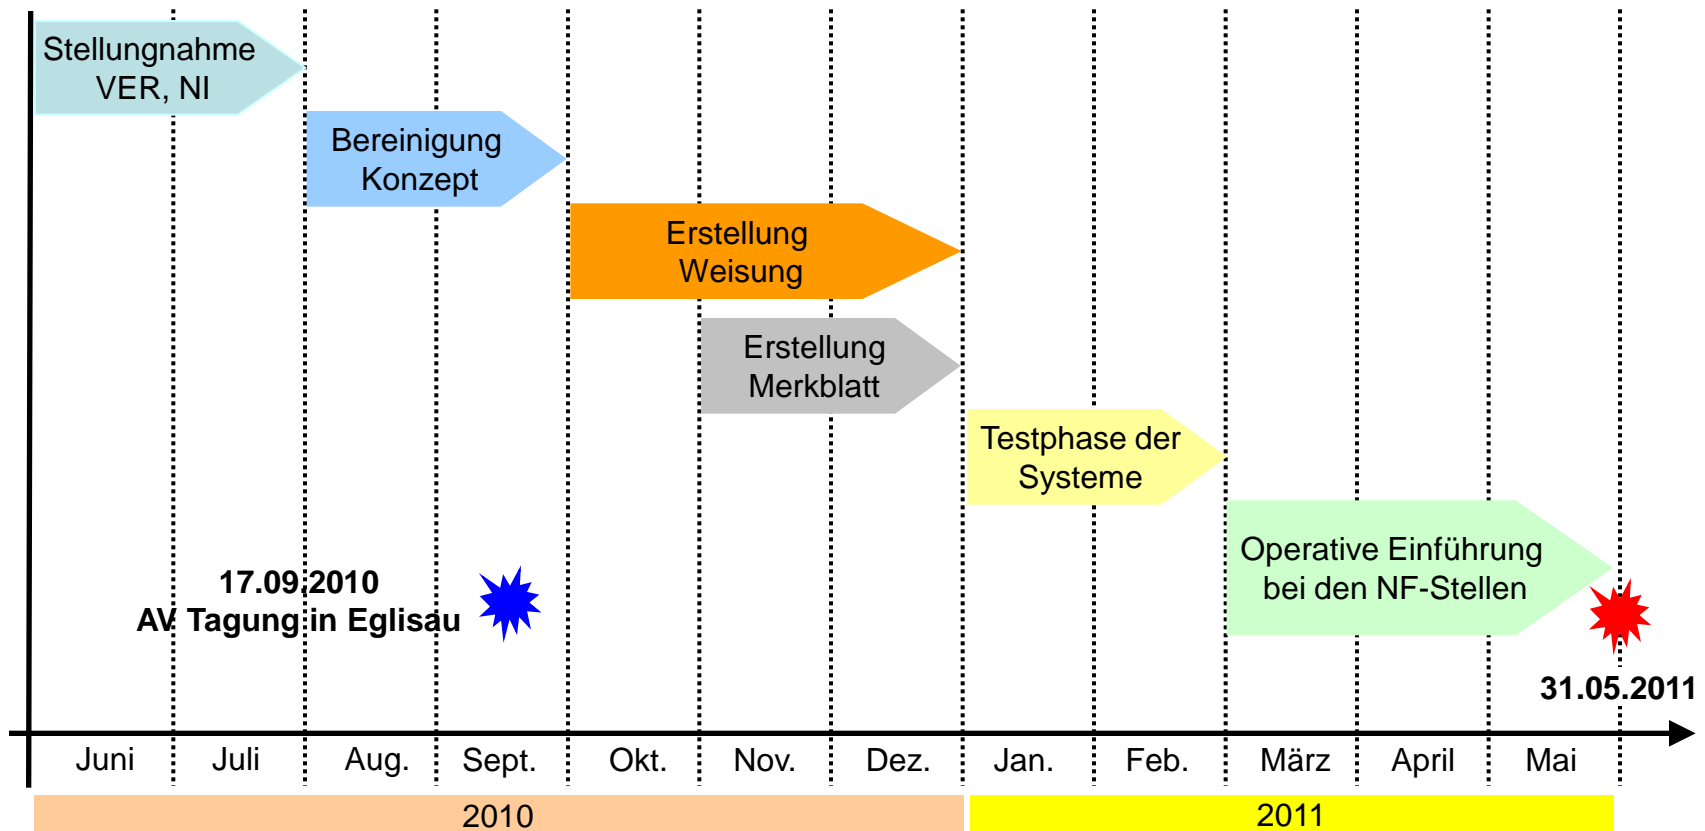 Stellungnahme
VER, NI
Bereinigung
Konzept
Erstellung
Weisung
Erstellung
Merkblatt
Testphase der
Systeme
Operative Einführung
bei den NF-Stellen
17.09.2010
AV Tagung in Eglisau
31.05.2011
Juni Juli Aug. Sept. Okt. Nov. Dez. Jan. Feb. März April Mai
2010 2011